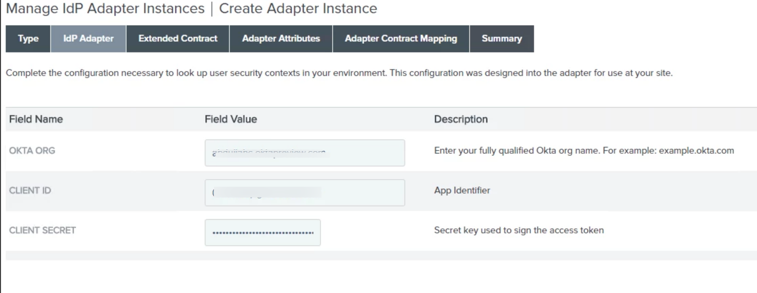 Manage IdP Adapter Instances | Create Adapter Instance
Type IdP Adapter Extended Contract Adapter Attributes Adapter Contract Mapping Summary
Complete the configuration necessary to look up user security contexts in your environment. This configuration was designed into the adapter for use at your site.
Field Name Field Value Description
OKTA ORG Enter your fully qualified Okta org name. For example: example.okta.com
CLIENT ID App Identifier
CLIENT SECRET Secret key used to sign the access token